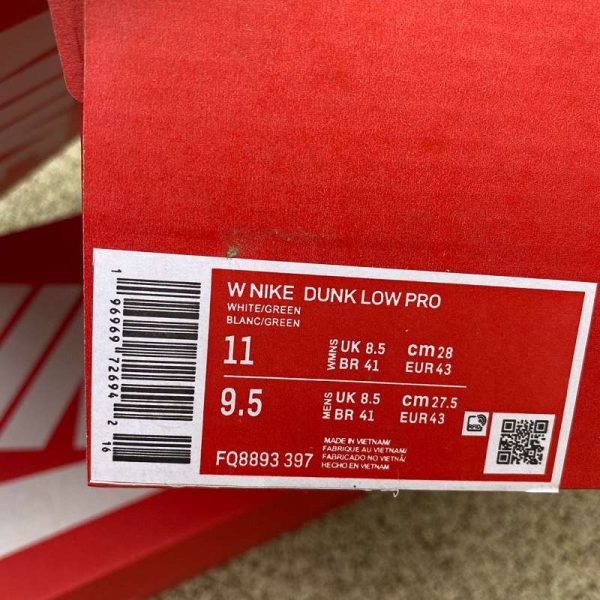 W NIKE DUNK LOW PRO
WHITE/GREEN
BLANC/GREEN
11 WMNS UK 8.5 cm 28
BR 41 EUR 43
9.5 MENS UK 8.5 cm 27.5
BR 41 EUR 43
FQ8893 397
MADE IN VIETNAM/
FABRIQUE AU VIETNAM/
FABRICADO NO VIETNÃ/
HECHO EN VIETNAM
1 96969 72694 2
16